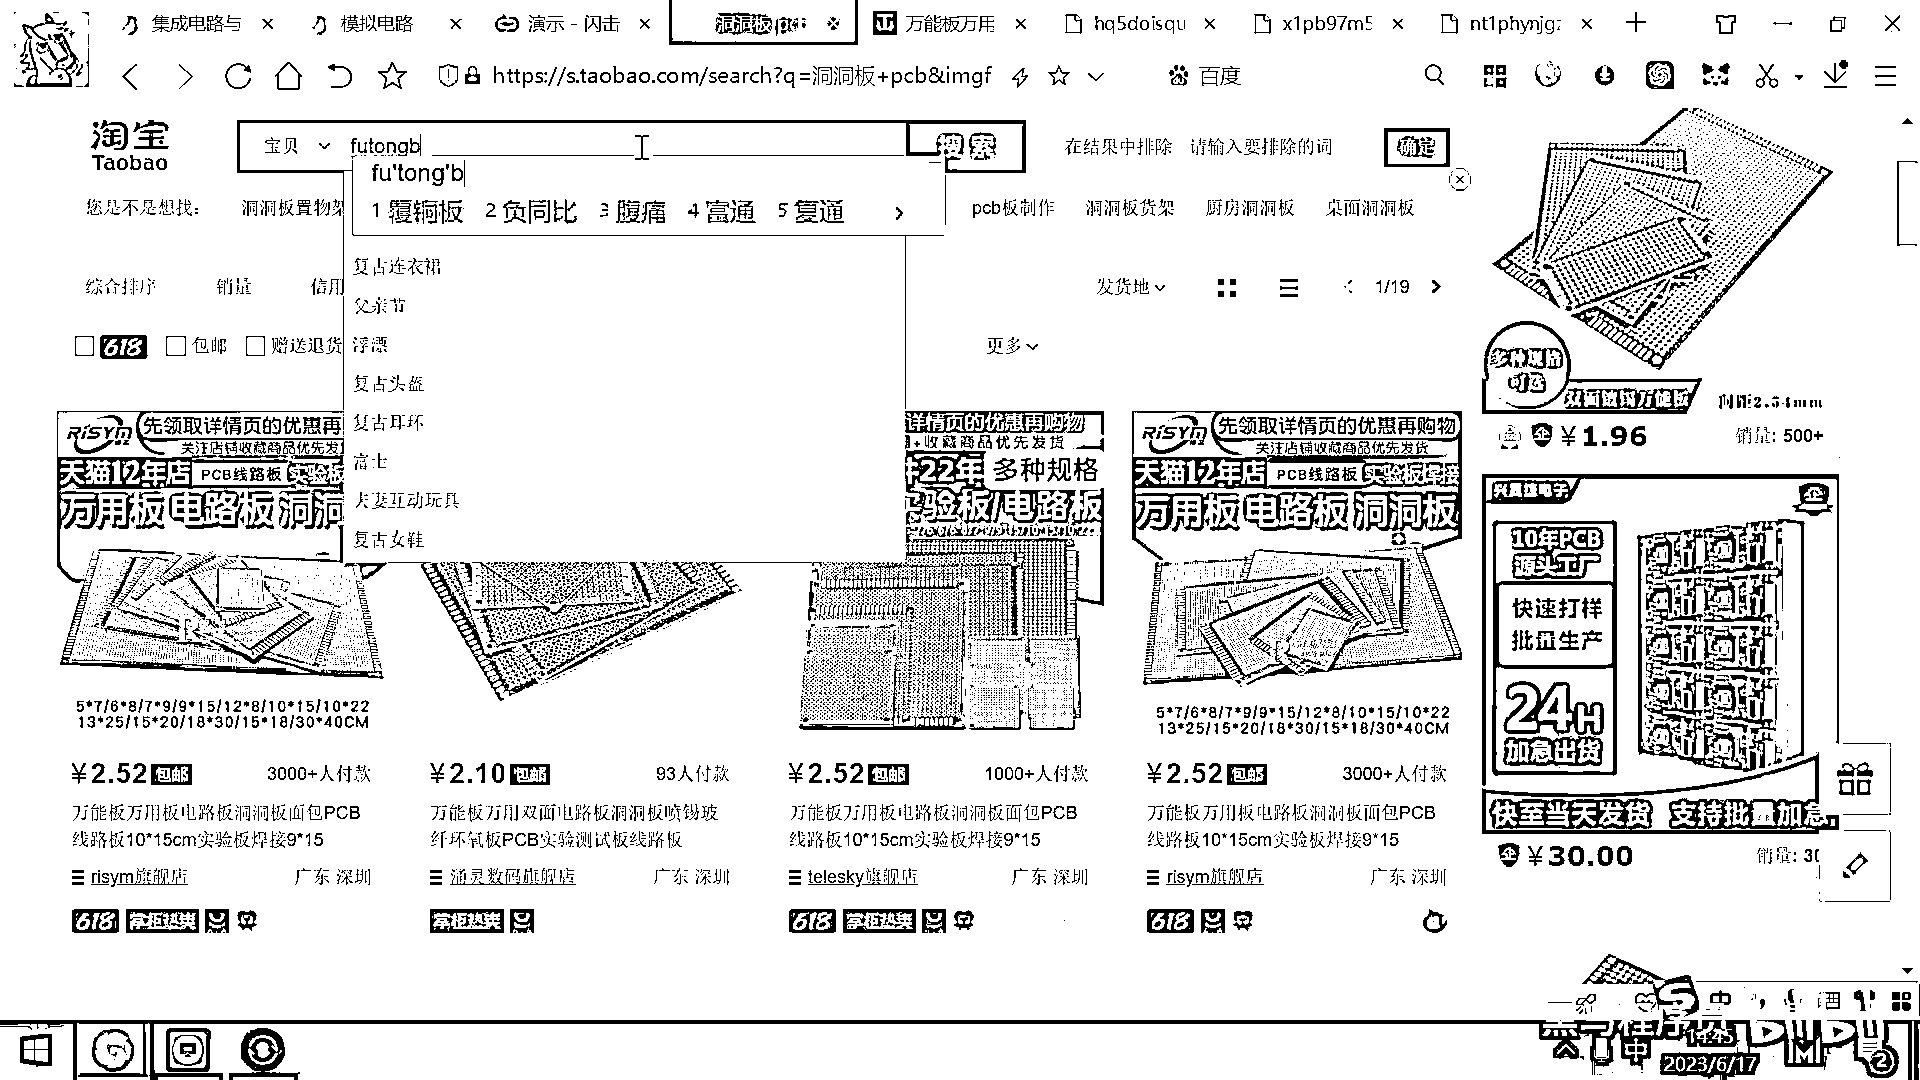 集成电路与
模拟电路
演示 - 闪击
洞洞板 pc
万能板万用
hq5doisqu
x1pb97m5
nt1phynjgz
https://s.taobao.com/search?q=洞洞板+pcb&imgf
百度
淘宝
Taobao
宝贝
futongb
搜索
在结果中排除
请输入要排除的词
确定
fu'tong'b
1 覆铜板 2 负同比 3 腹痛 4 富通 5 复通
您是不是想找:
洞洞板置物架
pcb板制作
洞洞板货架
厨房洞洞板
桌面洞洞板
复古连衣裙
父亲节
浮漂
复古头盔
复古耳环
富士
夫妻互动玩具
复古女鞋
综合排序
销量
信用
发货地
1/19
618
包邮
赠送退货
更多
RISYM
先领取详情页的优惠再购物
关注店铺收藏商品优先发货
天猫12年店
PCB线路板
实验板
万用板 电路板 洞洞
5*7/6*8/7*9/9*15/12*8/10*15/10*22
13*25/15*20/18*30/15*18/30*40CM
¥2.52 包邮
3000+人付款
万能板万用板电路板洞洞板面包PCB
线路板10*15cm实验板焊接9*15
risym旗舰店
广东 深圳
618 掌柜热卖
¥2.10 包邮
93人付款
万能板万用双面电路板洞洞板喷锡玻
纤环氧板PCB实验测试板线路板
涌灵数码旗舰店
广东 深圳
掌柜热卖
详情页的优惠再购物
+收藏商品优先发货
22年
多种规格
实验板/电路板
¥2.52 包邮
1000+人付款
万能板万用板电路板洞洞板面包PCB
线路板10*15cm实验板焊接9*15
telesky旗舰店
广东 深圳
618 掌柜热卖
RISYM
先领取详情页的优惠再购物
关注店铺收藏商品优先发货
天猫12年店
PCB线路板
实验板焊接
万用板 电路板 洞洞板
5*7/6*8/7*9/9*15/12*8/10*15/10*22
13*25/15*20/18*30/15*18/30*40CM
¥2.52 包邮
3000+人付款
万能板万用板电路板洞洞板面包PCB
线路板10*15cm实验板焊接9*15
risym旗舰店
广东 深圳
618
多种规格
可选
双面喷锡万能板
间距2.54mm
¥1.96
销量: 500+
10年PCB
源头工厂
快速打样
批量生产
24H
加急出货
快至当天发货 支持批量加急
¥30.00
销量: 30
中
中
14:45
2023/6/17
2